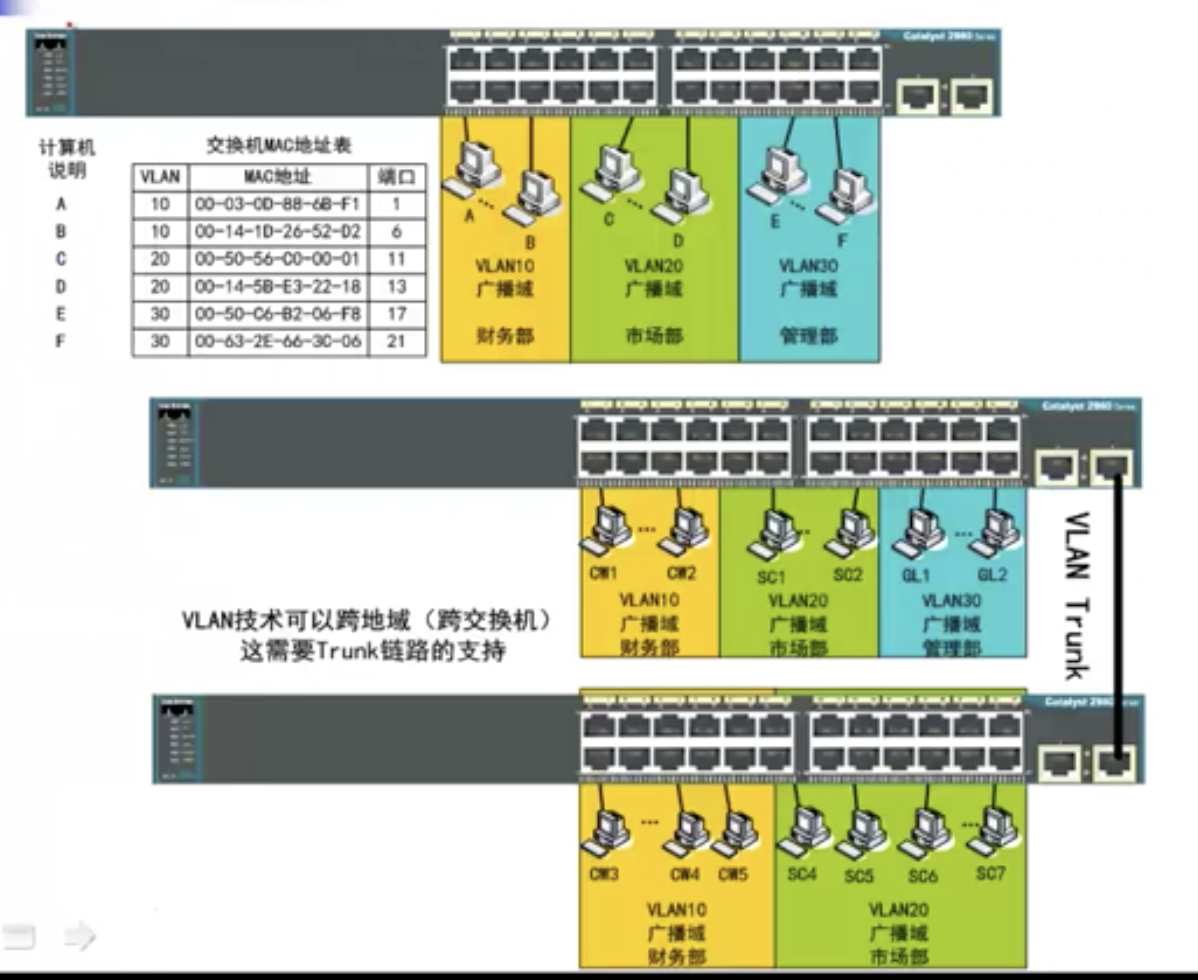 Catalyst 2960 Series
计算机
说明
交换机MAC地址表
VLAN MAC地址 端口
A 10 00-03-0D-88-6B-F1 1
B 10 00-14-1D-26-52-D2 6
C 20 00-50-56-C0-00-01 11
D 20 00-14-5B-E3-22-18 13
E 30 00-50-C6-B2-06-F8 17
F 30 00-63-2E-66-3C-06 21
A B C D E F
VLAN10 VLAN20 VLAN30
广播域 广播域 广播域
财务部 市场部 管理部
Catalyst 2960 Series
CW1 CW2 SC1 SC2 GL1 GL2
VLAN10 VLAN20 VLAN30
广播域 广播域 广播域
财务部 市场部 管理部
VLAN Trunk
VLAN技术可以跨地域（跨交换机）
这需要Trunk链路的支持
Catalyst 2960
CW3 CW4 CW5 SC4 SC5 SC6 SC7
VLAN10 VLAN20
广播域 广播域
财务部 市场部